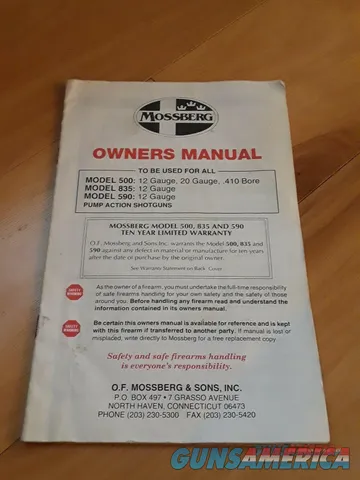 MOSSBERG
OWNERS MANUAL
TO BE USED FOR ALL
MODEL 500: 12 Gauge, 20 Gauge, .410 Bore
MODEL 835: 12 Gauge
MODEL 590: 12 Gauge
PUMP ACTION SHOTGUNS
MOSSBERG MODEL 500, 835 AND 590
TEN YEAR LIMITED WARRANTY
O.F. Mossberg and Sons, Inc. warrants the Model 500, 835 and
590 against any defect in material or manufacture for ten years
after the date o purchase by the original owner.
See Warranty Statement on Back Cover
SAFETY
WARNING
As the owner of a firearm, you must undertake the full-time responsibility
of safe firearms handling for your own safety and the safety of those
around you. Before handling any firearm read and understand the
information contained in its owners manual.
SAFETY
WARNING
Be certain this owners manual is available for reference and is kept
with this firearm if transferred to another party. If manual is lost or
misplaced, write directly to Mossberg for a free replacement copy
Safety and safe firearms handling
is everyone's responsibility.
O.F. MOSSBERG & SONS, INC.
P.O. BOX 497 • 7 GRASSO AVENUE
NORTH HAVEN, CONNECTICUT 06473
PHONE (203) 230-5300 FAX (203) 230-5420
GUNSAMERICA